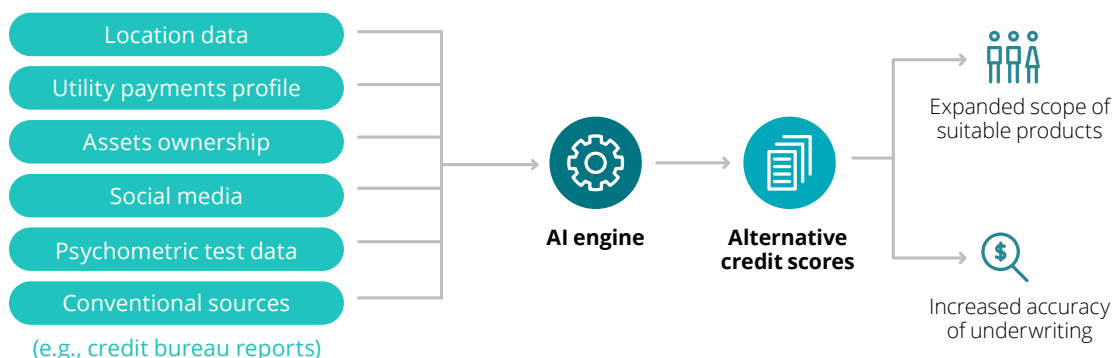 Location data
Utility payments profile
Assets ownership
Social media
Psychometric test data
Conventional sources
(e.g., credit bureau reports)
AI engine
Alternative
credit scores
$
Expanded scope of
suitable products
Increased accuracy
of underwriting